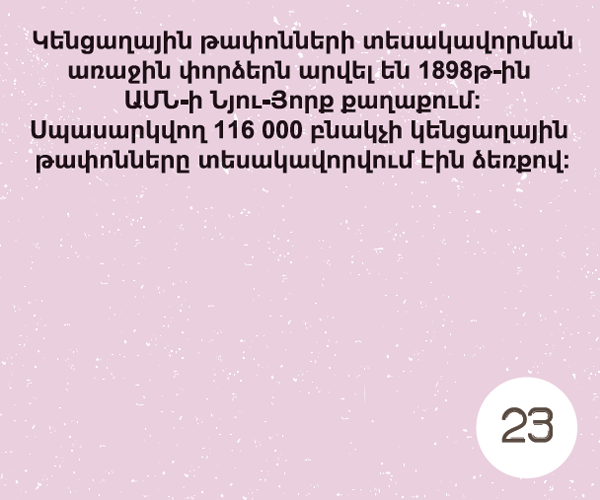 Կենցաղային թափոնների տեսակավորման
առաջին փորձերն արվել են 1898թ-ին
ԱՄՆ-ի Նյու-Յորք քաղաքում:
Սպասարկվող 116 000 բնակչի կենցաղային
թափոնները տեսակավորվում էին ձեռքով:
23